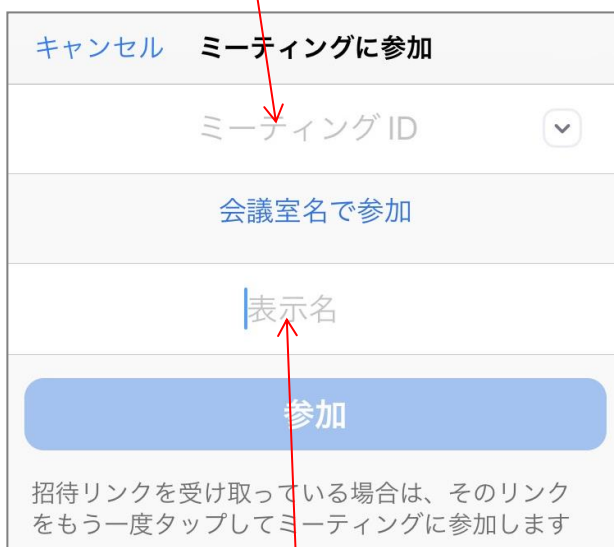 キャンセル ミーティングに参加
ミーティング ID
会議室名で参加
表示名
参加
招待リンクを受け取っている場合は、そのリンク
をもう一度タップしてミーティングに参加します